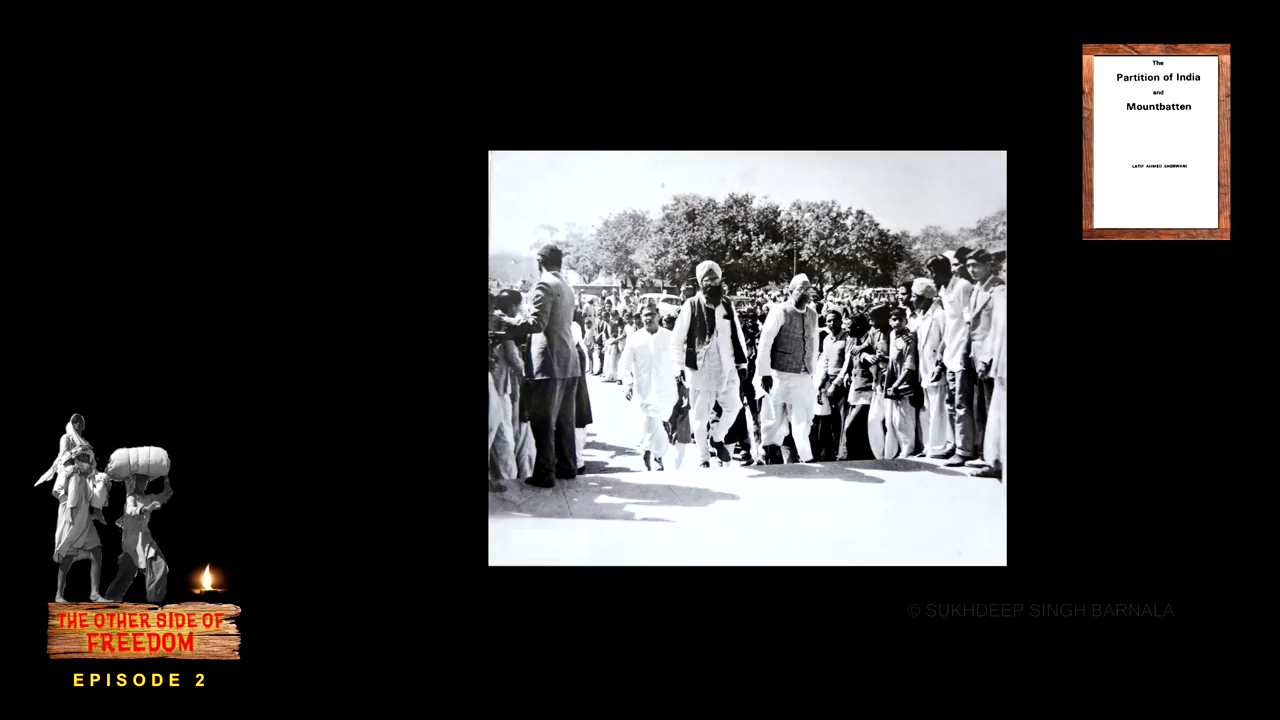 The
Partition of India
and
Mountbatten
LATIF AHMED SHERWANI
© SUKHDEEP SINGH BARNALA
THE OTHER SIDE OF
FREEDOM
EPISODE 2